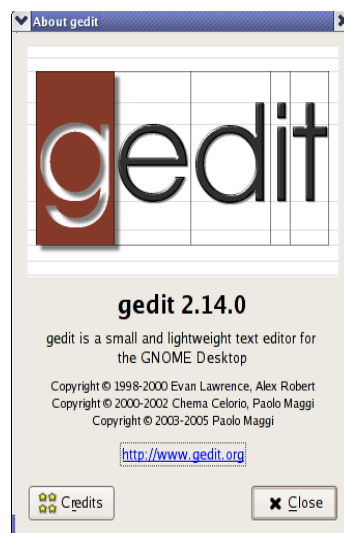 About gedit
gedit
gedit 2.14.0
gedit is a small and lightweight text editor for
the GNOME Desktop
Copyright © 1998-2000 Evan Lawrence, Alex Robert
Copyright © 2000-2002 Chema Celorio, Paolo Maggi
Copyright © 2003-2005 Paolo Maggi
http://www.gedit.org
Credits
Close